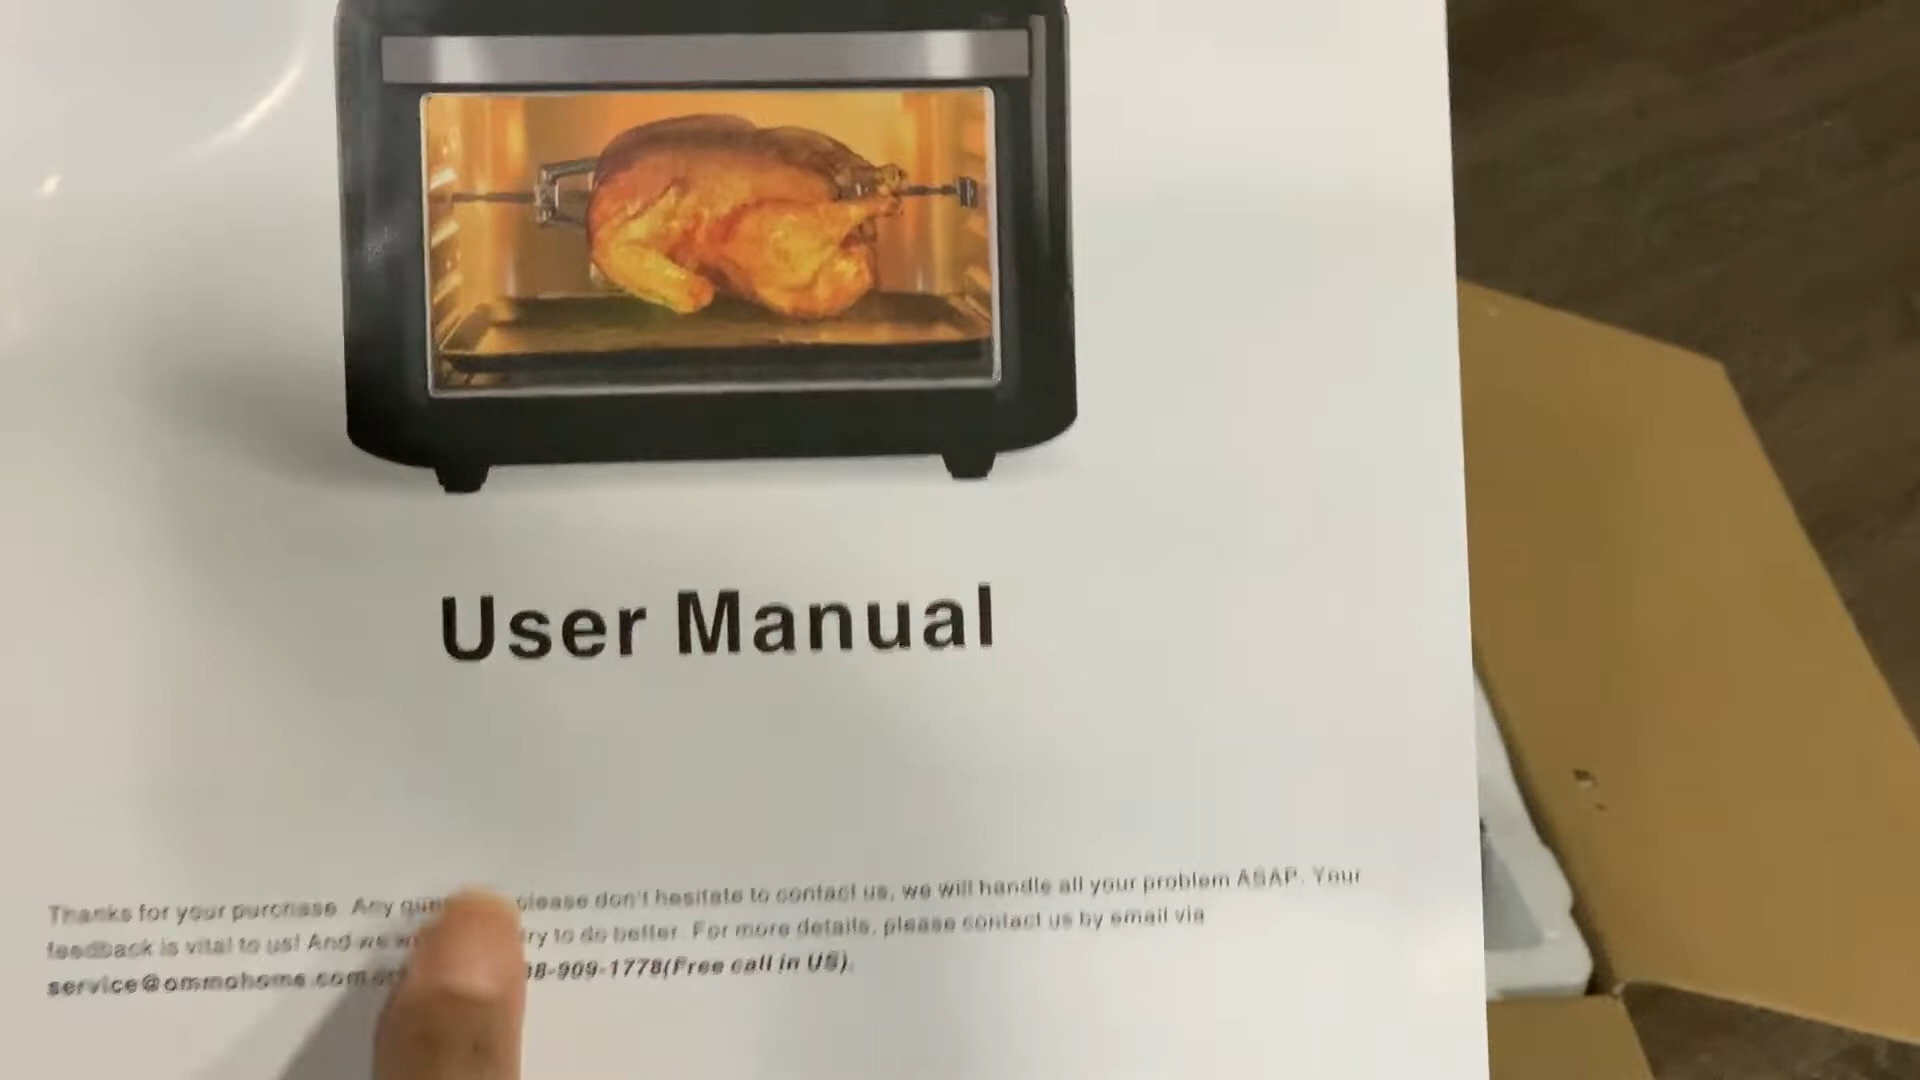 User Manual
Thanks for your purchase. Any please don't hesitate to contact us, we will handle all your problem ASAP. Your
feedback is vital to us! And we to do better. For more details, please contact us by email via
service@ommohome.com 8-909-1778(Free call in US).